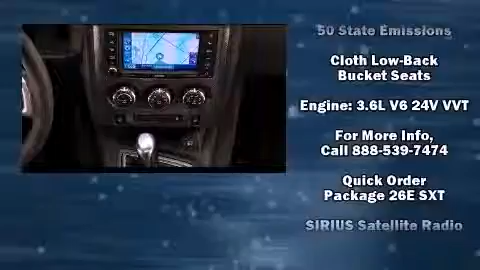 50 State Emissions
Cloth Low-Back
Bucket Seats
Engine: 3.6L V6 24V VVT
For More Info,
Call 888-539-7474
Quick Order
Package 26E SXT
SIRIUS Satellite Radio